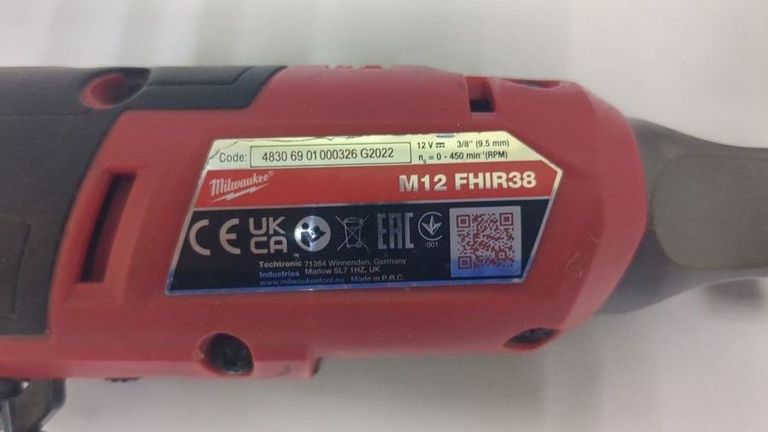 Code: 4830 69 01 000326 G2022
12 V 3/8" (9.5 mm)
n₀ = 0 - 450 min⁻¹(RPM)
Milwaukee
M12 FHIR38
CE UK CA EAC 001
Techtronic 71364 Winnenden, Germany
Industries Marlow SL7 1HZ, UK
www.milwaukeetool.eu Made in P.R.C.